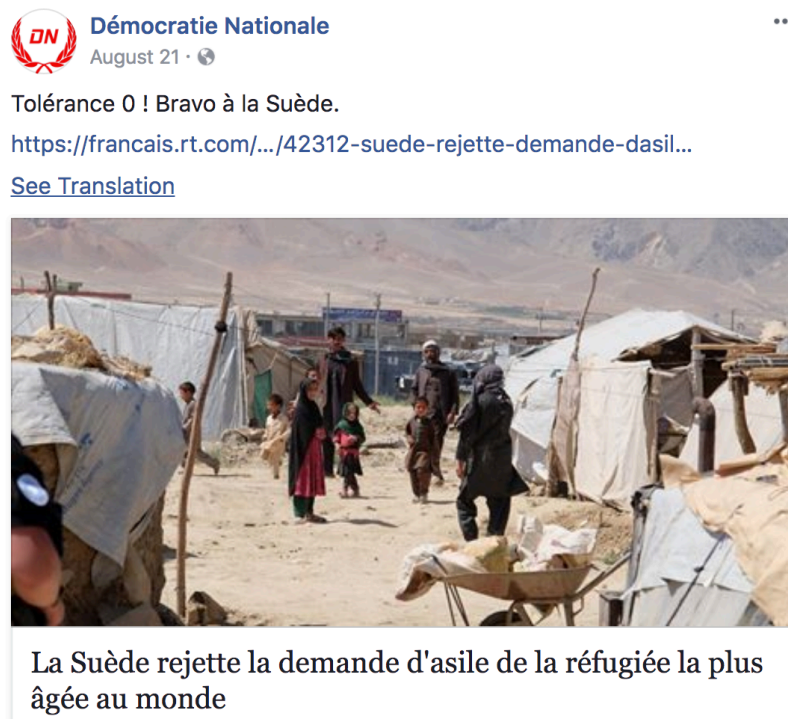 DN
Démocratie Nationale
August 21 ·
Tolérance 0 ! Bravo à la Suède.
https://francais.rt.com/.../42312-suede-rejette-demande-dasil...
See Translation
La Suède rejette la demande d'asile de la réfugiée la plus
âgée au monde